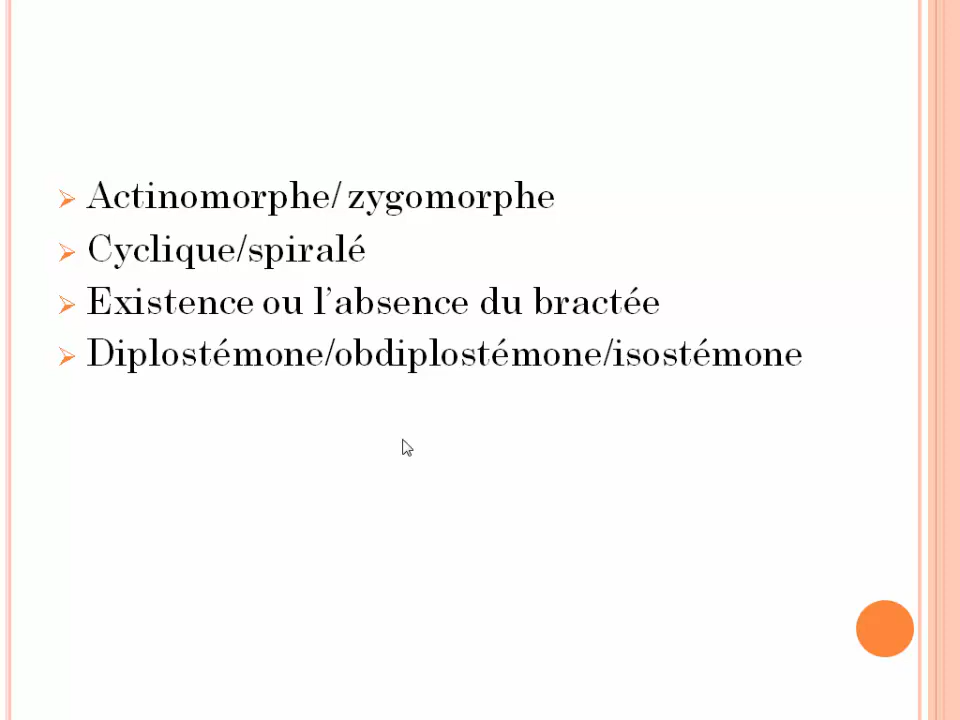 Actinomorphe/ zygomorphe
Cyclique/spiralé
Existence ou l’absence du bractée
Diplostémone/obdiplostémone/isostémone